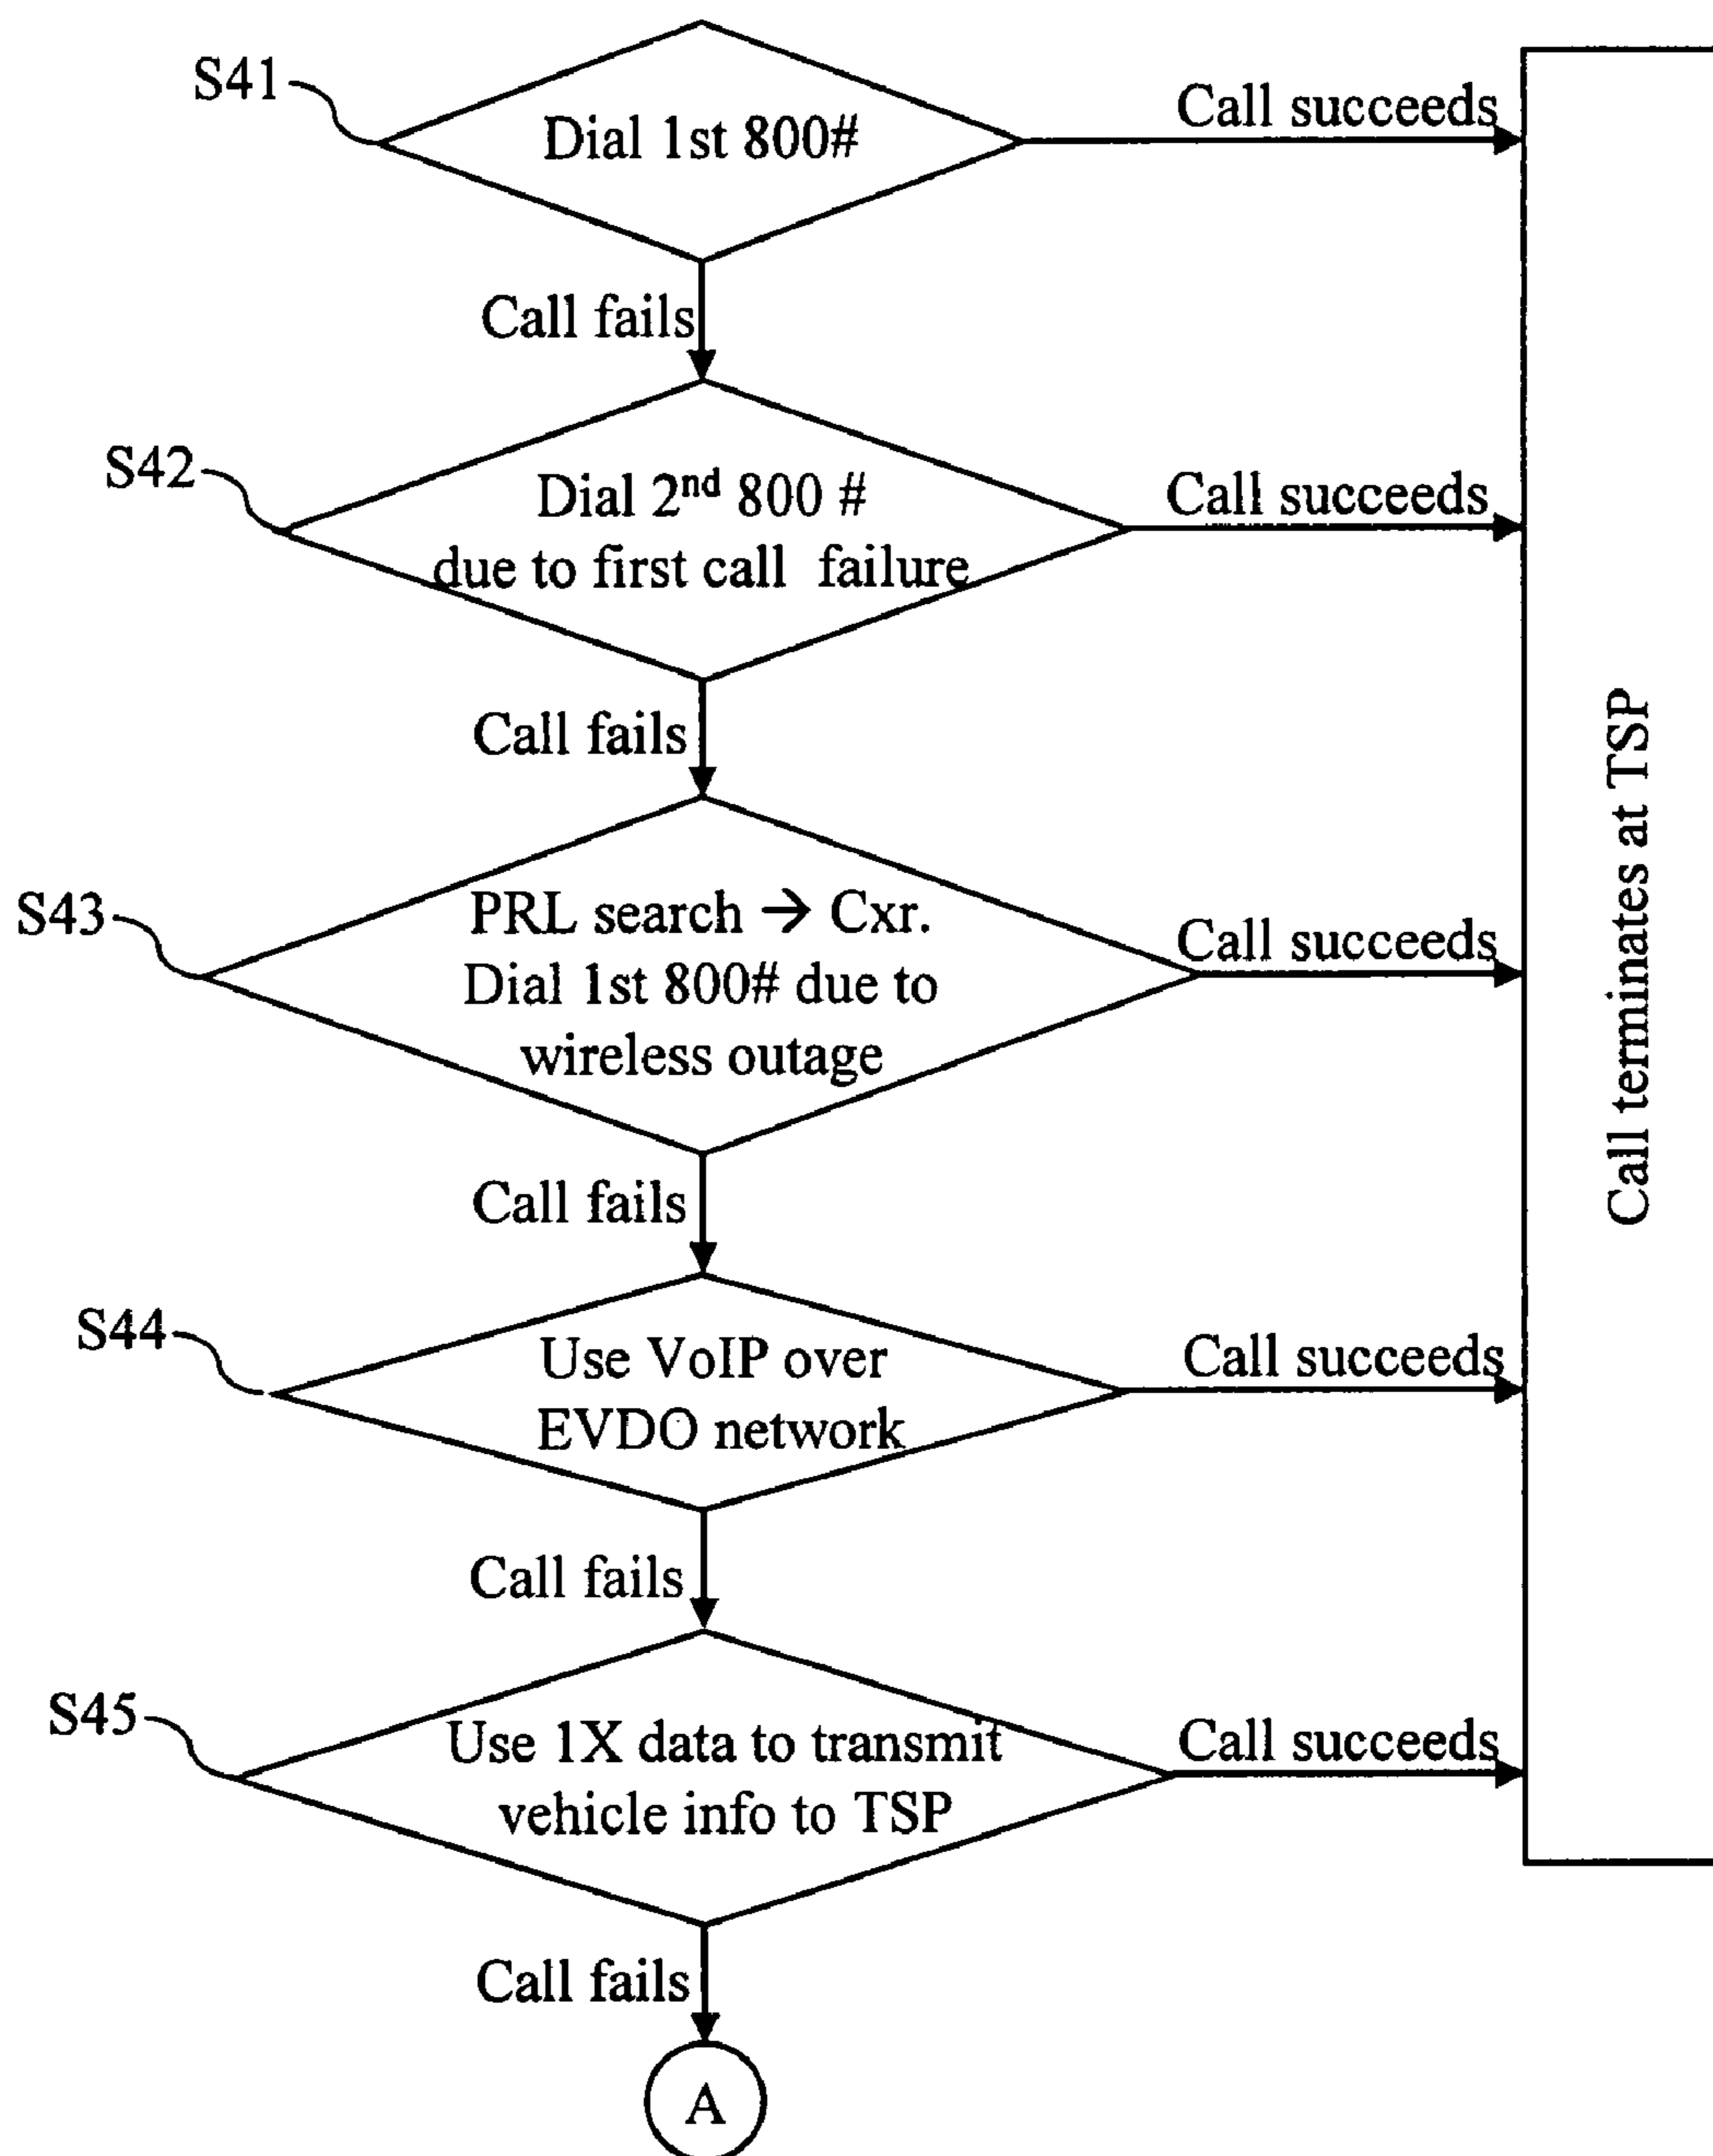 S41
Dial 1st 800#
Call succeeds
Call fails
S42
Dial 2nd 800 #
due to first call failure
Call succeeds
Call fails
S43
PRL search → Cxr.
Dial 1st 800# due to
wireless outage
Call succeeds
Call terminates at TSP
Call fails
S44
Use VoIP over
EVDO network
Call succeeds
Call fails
S45
Use 1X data to transmit
vehicle info to TSP
Call succeeds
Call fails
A